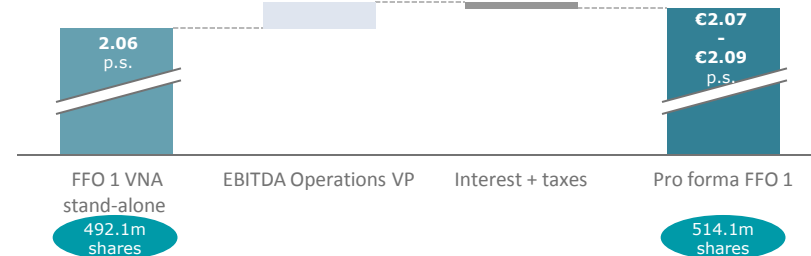 2.06
p.s.
€2.07
-
€2.09
p.s.
FFO 1 VNA
stand-alone
EBITDA Operations VP
Interest + taxes
Pro forma FFO 1
492.1m
shares
514.1m
shares